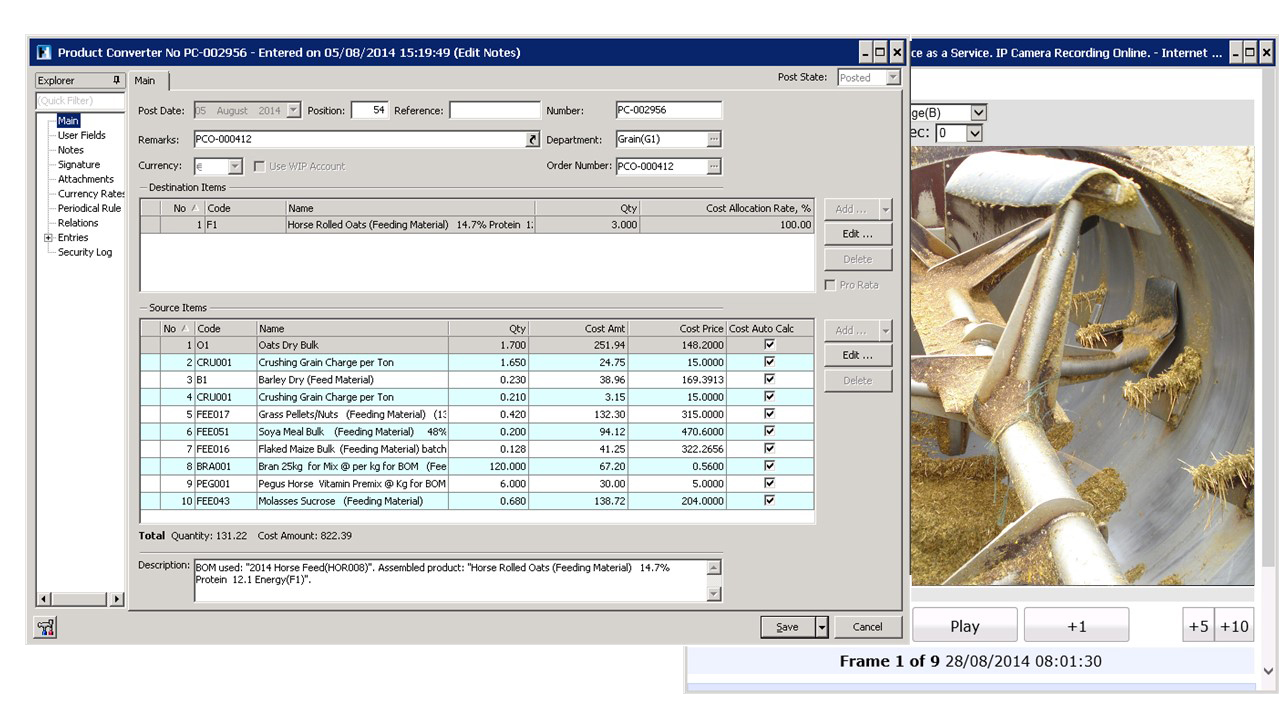 Product Converter No PC-002956 - Entered on 05/08/2014 15:19:49 (Edit Notes)
ce as a Service. IP Camera Recording Online. - Internet ...
Explorer
Main
Post State: Posted
(Quick Filter)
Main
User Fields
Notes
Signature
Attachments
Currency Rates
Periodical Rule
Relations
Entries
Security Log
Post Date: 05 August 2014 Position: 54 Reference: Number: PC-002956
Remarks: PCO-000412 Department: Grain(G1) ...
Currency: € Use WIP Account Order Number: PCO-000412 ...
Destination Items
No Code Name Qty Cost Allocation Rate, %
1 F1 Horse Rolled Oats (Feeding Material) 14.7% Protein 1 3.000 100.00
Add ...
Edit ...
Delete
Pro Rata
Source Items
No Code Name Qty Cost Amt Cost Price Cost Auto Calc
1 O1 Oats Dry Bulk 1.700 251.94 148.2000
2 CRU001 Crushing Grain Charge per Ton 1.650 24.75 15.0000
3 B1 Barley Dry (Feed Material) 0.230 38.96 169.3913
4 CRU001 Crushing Grain Charge per Ton 0.210 3.15 15.0000
5 FEE017 Grass Pellets/Nuts (Feeding Material) (13 0.420 132.30 315.0000
6 FEE051 Soya Meal Bulk (Feeding Material) 48% 0.200 94.12 470.6000
7 FEE016 Flaked Maize Bulk (Feeding Material) batch 0.128 41.25 322.2656
8 BRA001 Bran 25kg for Mix @ per kg for BOM (Fee 120.000 67.20 0.5600
9 PEG001 Pegus Horse Vitamin Premix @ Kg for BOM 6.000 30.00 5.0000
10 FEE043 Molasses Sucrose (Feeding Material) 0.680 138.72 204.0000
Add ...
Edit ...
Delete
Total Quantity: 131.22 Cost Amount: 822.39
Description: BOM used: "2014 Horse Feed(HOR008)". Assembled product: "Horse Rolled Oats (Feeding Material) 14.7%
Protein 12.1 Energy(F1)".
Save
Cancel
ge(B)
ec: 0
Play
+1
+5
+10
Frame 1 of 9 28/08/2014 08:01:30